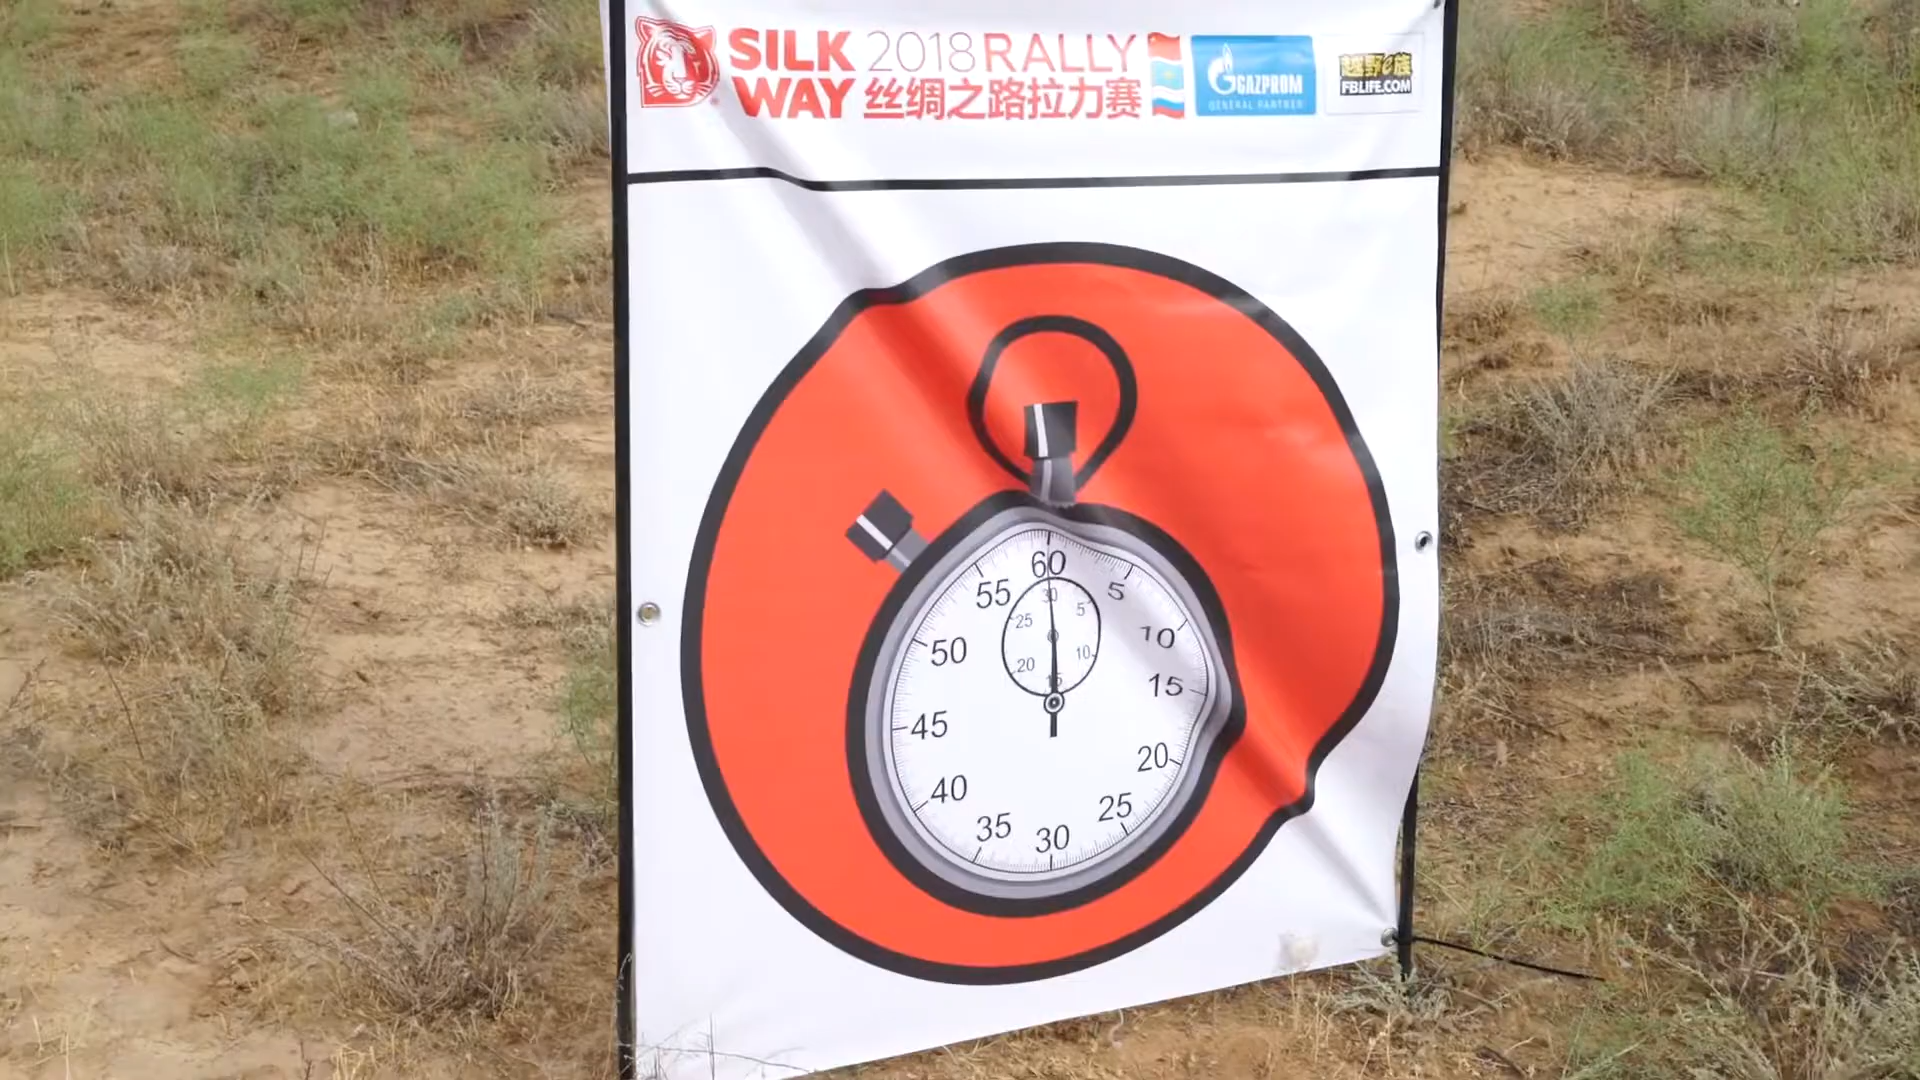 SILK WAY
2018 RALLY
丝绸之路拉力赛
GAZPROM
GENERAL PARTNER
越野e族
FBLIFE.COM
60
5
10
15
20
25
30
35
40
45
50
55
30
5
10
15
20
25